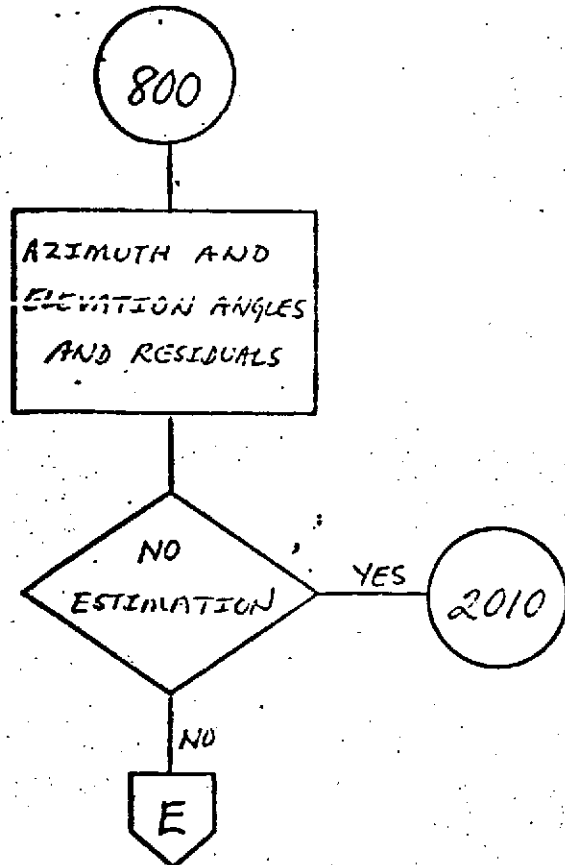 800
AZIMUTH AND
ELEVATION ANGLES
AND RESIDUALS
NO
ESTIMATION
YES
2010
NO
E